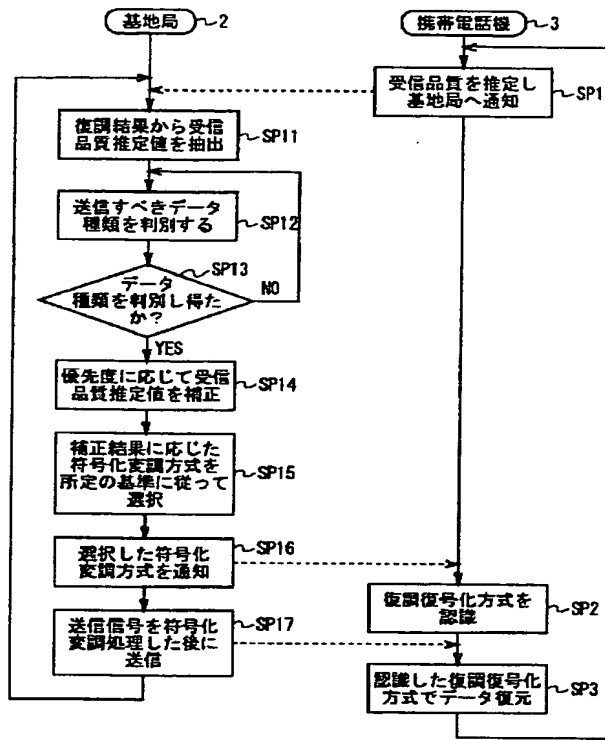 基地局
2
携帯電話機
3
受信品質を推定し
基地局へ通知
SP1
復調結果から受信
品質推定値を抽出
SP11
送信すべきデータ
種類を判別する
SP12
データ
種類を判別し得た
か?
SP13
NO
YES
優先度に応じて受信
品質推定値を補正
SP14
補正結果に応じた
符号化変調方式を
所定の基準に従って
選択
SP15
選択した符号化
変調方式を通知
SP16
復調復号化方式を
認識
SP2
送信信号を符号化
変調処理した後に
送信
SP17
認識した復調復号化
方式でデータ復元
SP3